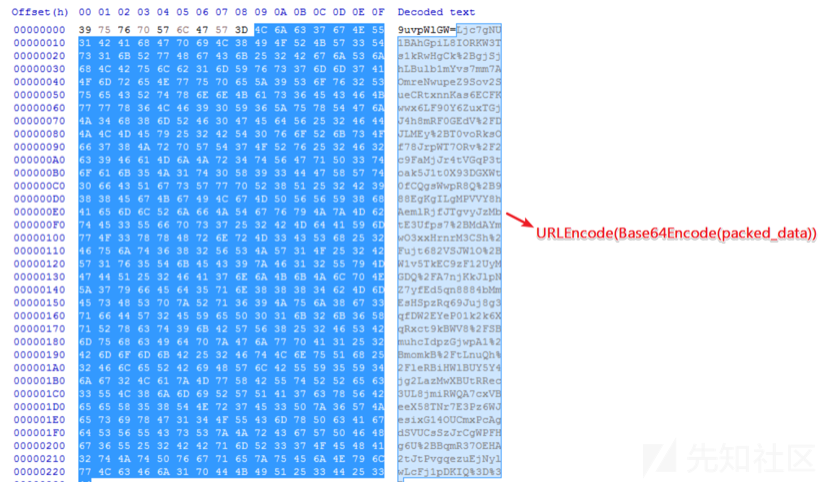 Offset(h) 00 01 02 03 04 05 06 07 08 09 0A 0B 0C 0D 0E 0F Decoded text
00000000 39 75 76 70 57 6C 47 57 3D 4C 6A 63 37 67 4E 55 9uvpWlGW=Ljc7gNU
00000010 31 42 41 68 47 70 69 4C 38 49 4F 52 4B 57 33 54 1BAhGpiL8IORKW3T
00000020 73 31 6B 52 77 48 67 43 6B 25 32 42 67 6A 53 6A s1kRwHgCk%2BgjSj
00000030 68 4C 42 75 6C 62 31 6D 59 76 73 37 6D 6D 37 41 hLBulb1mYvs7mm7A
00000040 4F 6D 72 65 4E 77 75 70 65 5A 39 53 6F 76 32 53 OmreNwupeZ9Sov2S
00000050 75 65 43 52 74 78 6E 6E 4B 61 73 36 45 43 46 4B ueCRtxnnKas6ECFK
00000060 77 77 78 36 4C 46 39 30 59 36 5A 75 78 54 47 6A wwx6LF90Y6ZuxTGj
00000070 4A 34 68 38 6D 52 46 30 47 45 64 56 25 32 46 44 J4h8mRF0GEdV%2FD
00000080 4A 4C 4D 45 79 25 32 42 54 30 76 6F 52 6B 73 4F JLMEy%2BT0voRksO
00000090 66 37 38 4A 72 70 57 54 37 4F 52 76 25 32 46 32 f78JrpWT7ORv%2F2
000000A0 63 39 46 61 4D 6A 4A 72 34 74 56 47 71 50 33 74 c9FaMjJr4tVGqP3t
000000B0 6F 61 6B 35 4A 31 74 30 58 39 33 44 47 58 57 74 oak5J1t0X93DGXWt
000000C0 30 66 43 51 67 73 57 77 70 52 38 51 25 32 42 39 0fCQgsWwpR8Q%2B9
000000D0 38 38 45 67 4B 67 49 4C 67 4D 50 56 56 59 38 68 88EgKgILgMPVVY8h
000000E0 41 65 6D 6C 52 6A 66 4A 54 67 76 79 4A 7A 4D 62 AemlRjfJTgvyJzMb
000000F0 74 45 33 55 66 70 73 37 25 32 42 4D 64 41 59 6D tE3Ufps7%2BMdAYm
00000100 77 4F 33 78 78 48 72 6E 72 4D 33 43 53 68 25 32 wO3xxHrnrM3CSh%2
00000110 46 75 6A 74 36 38 32 56 53 4A 57 31 4F 25 32 42 Fujt682VSJW1O%2B
00000120 57 31 76 35 54 6B 45 43 39 7A 46 31 32 55 79 4D W1v5TkEC9zF12UyM
00000130 47 44 51 25 32 46 41 37 6E 6A 4B 6B 4A 6C 70 4E GDQ%2FA7njKkJlpN
00000140 5A 37 79 66 45 64 35 71 6E 38 38 38 34 62 4D 6D Z7yfEd5qn8884bMm
00000150 45 73 48 53 70 7A 52 71 36 39 4A 75 6A 38 67 33 EsHSpzRq69Juj8g3
00000160 71 66 44 57 32 45 59 65 50 30 31 6B 32 6B 36 58 qfDW2EYeP01k2k6X
00000170 71 52 78 63 74 39 6B 42 57 56 38 25 32 46 53 42 qRxct9kBWV8%2FSB
00000180 6D 75 68 63 49 64 70 7A 47 6A 77 70 41 31 25 32 muhcIdpzGjwpA1%2
00000190 42 6D 6F 6D 6B 42 25 32 46 74 4C 6E 75 51 68 25 BmomkB%2FtLnuQh%
000001A0 32 46 6C 65 52 42 69 48 57 6C 42 55 59 35 59 34 2FleRBiHWlBUY5Y4
000001B0 6A 67 32 4C 61 7A 4D 77 58 42 55 74 52 52 65 63 jg2LazMwXBUtRRec
000001C0 33 55 4C 38 6A 6D 69 52 57 51 41 37 63 78 56 42 3UL8jmiRWQA7cxVB
000001D0 65 65 58 35 38 54 4E 72 37 45 33 50 7A 36 57 4A eeX58TNr7E3Pz6WJ
000001E0 65 73 69 78 47 31 34 4F 55 43 6D 78 50 63 41 67 esixG14OUCmxPcAg
000001F0 64 53 56 55 43 73 53 7A 4A 72 43 67 57 50 46 48 dSVUCsSzJrCgWPFH
00000200 67 36 55 25 32 42 42 71 6D 52 33 37 4F 45 48 41 g6U%2BBqmR37OEHA
00000210 32 74 4A 74 50 76 67 71 65 7A 75 45 6A 4E 79 6C 2tJtPvgqezuEjNyl
00000220 77 4C 63 46 6A 31 70 44 4B 49 51 25 33 44 25 33 wLcFj1pDKIQ%3D%3
URLEncode(Base64Encode(packed_data))
先知社区